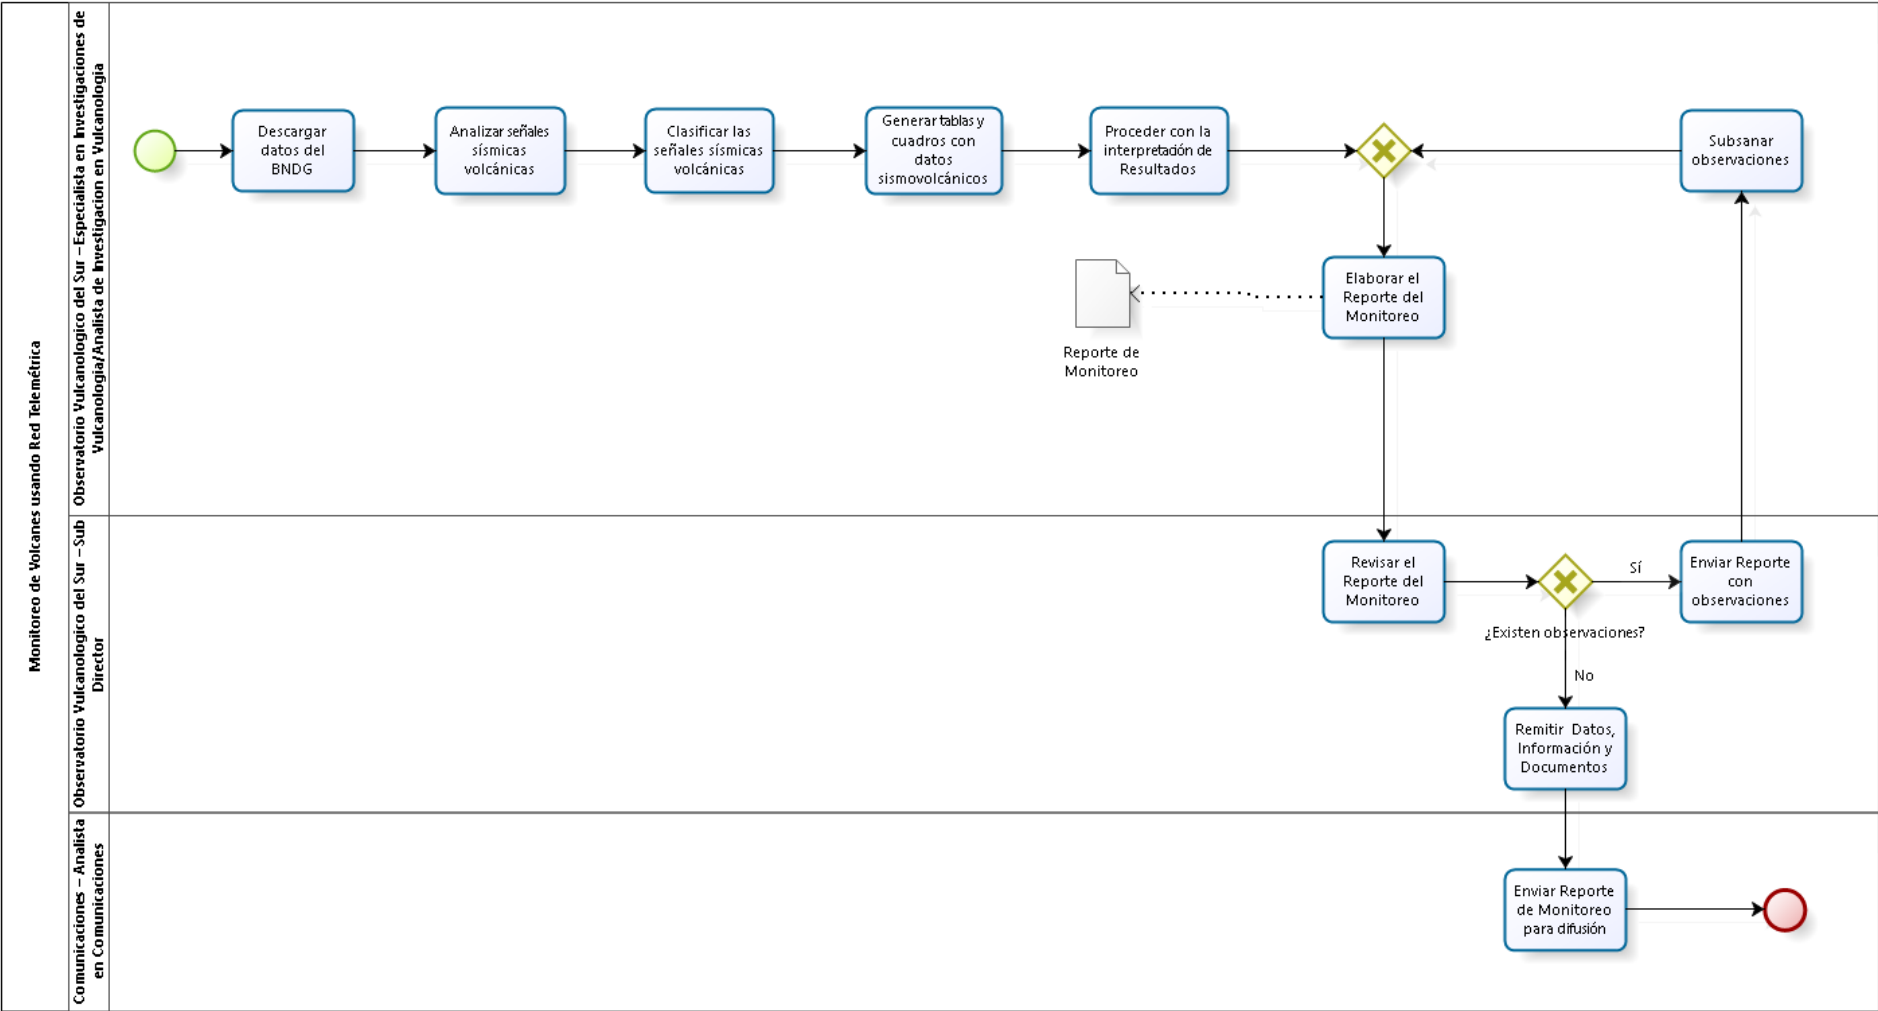 Monitoreo de Volcanes usando Red Telemétrica
Observatorio Vulcanologico del Sur – Especialista en Investigaciones de
Vulcanologia/Analista de Investigacion en Vulcanologia
Descargar
datos del
BNDG
Analizar señales
sísmicas
volcánicas
Clasificar las
señales sísmicas
volcánicas
Generar tablas y
cuadros con
datos
sismovolcánicos
Proceder con la
interpretación de
Resultados
Subsanar
observaciones
Elaborar el
Reporte del
Monitoreo
Reporte de
Monitoreo
Observatorio Vulcanologico del Sur – Sub
Director
Revisar el
Reporte del
Monitoreo
¿Existen observaciones?
Sí
Enviar Reporte
con
observaciones
No
Remitir Datos,
Información y
Documentos
Comunicaciones – Analista
en Comunicaciones
Enviar Reporte
de Monitoreo
para difusión